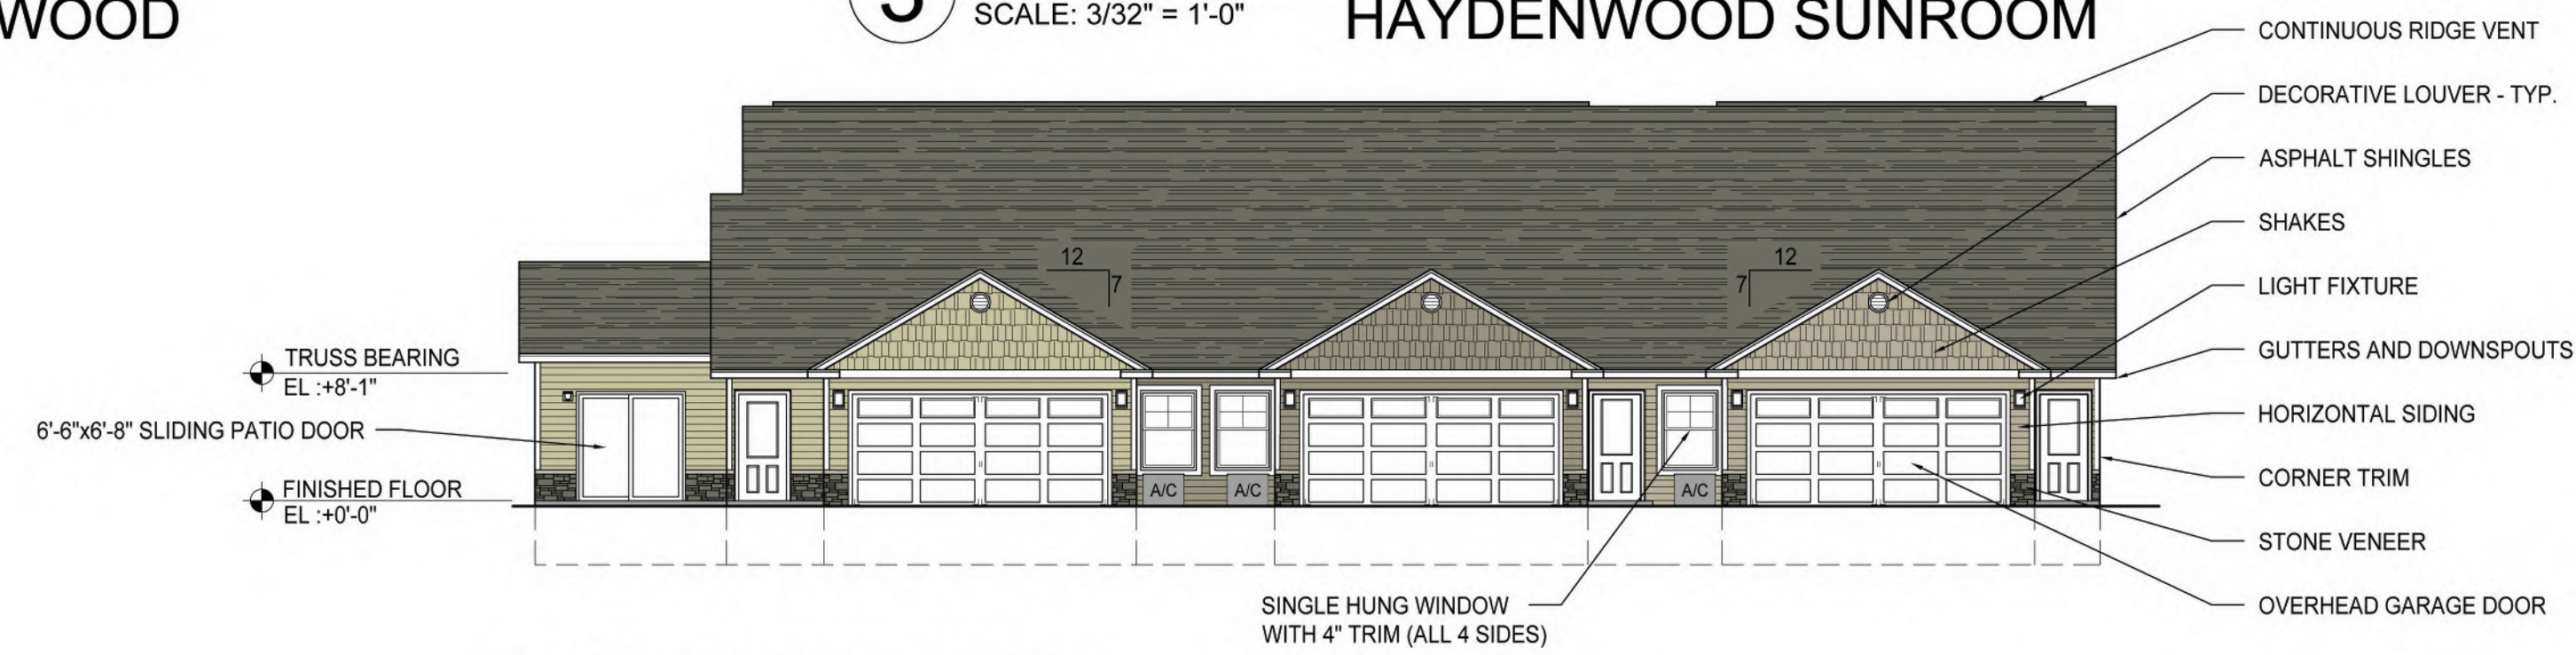 WOOD
SCALE: 3/32" = 1'-0"
HAYDENWOOD SUNROOM
CONTINUOUS RIDGE VENT
DECORATIVE LOUVER - TYP.
ASPHALT SHINGLES
SHAKES
LIGHT FIXTURE
GUTTERS AND DOWNSPOUTS
HORIZONTAL SIDING
CORNER TRIM
STONE VENEER
OVERHEAD GARAGE DOOR
12
7
12
7
TRUSS BEARING
EL :+8'-1"
6'-6"x6'-8" SLIDING PATIO DOOR
FINISHED FLOOR
EL :+0'-0"
A/C
A/C
A/C
SINGLE HUNG WINDOW
WITH 4" TRIM (ALL 4 SIDES)